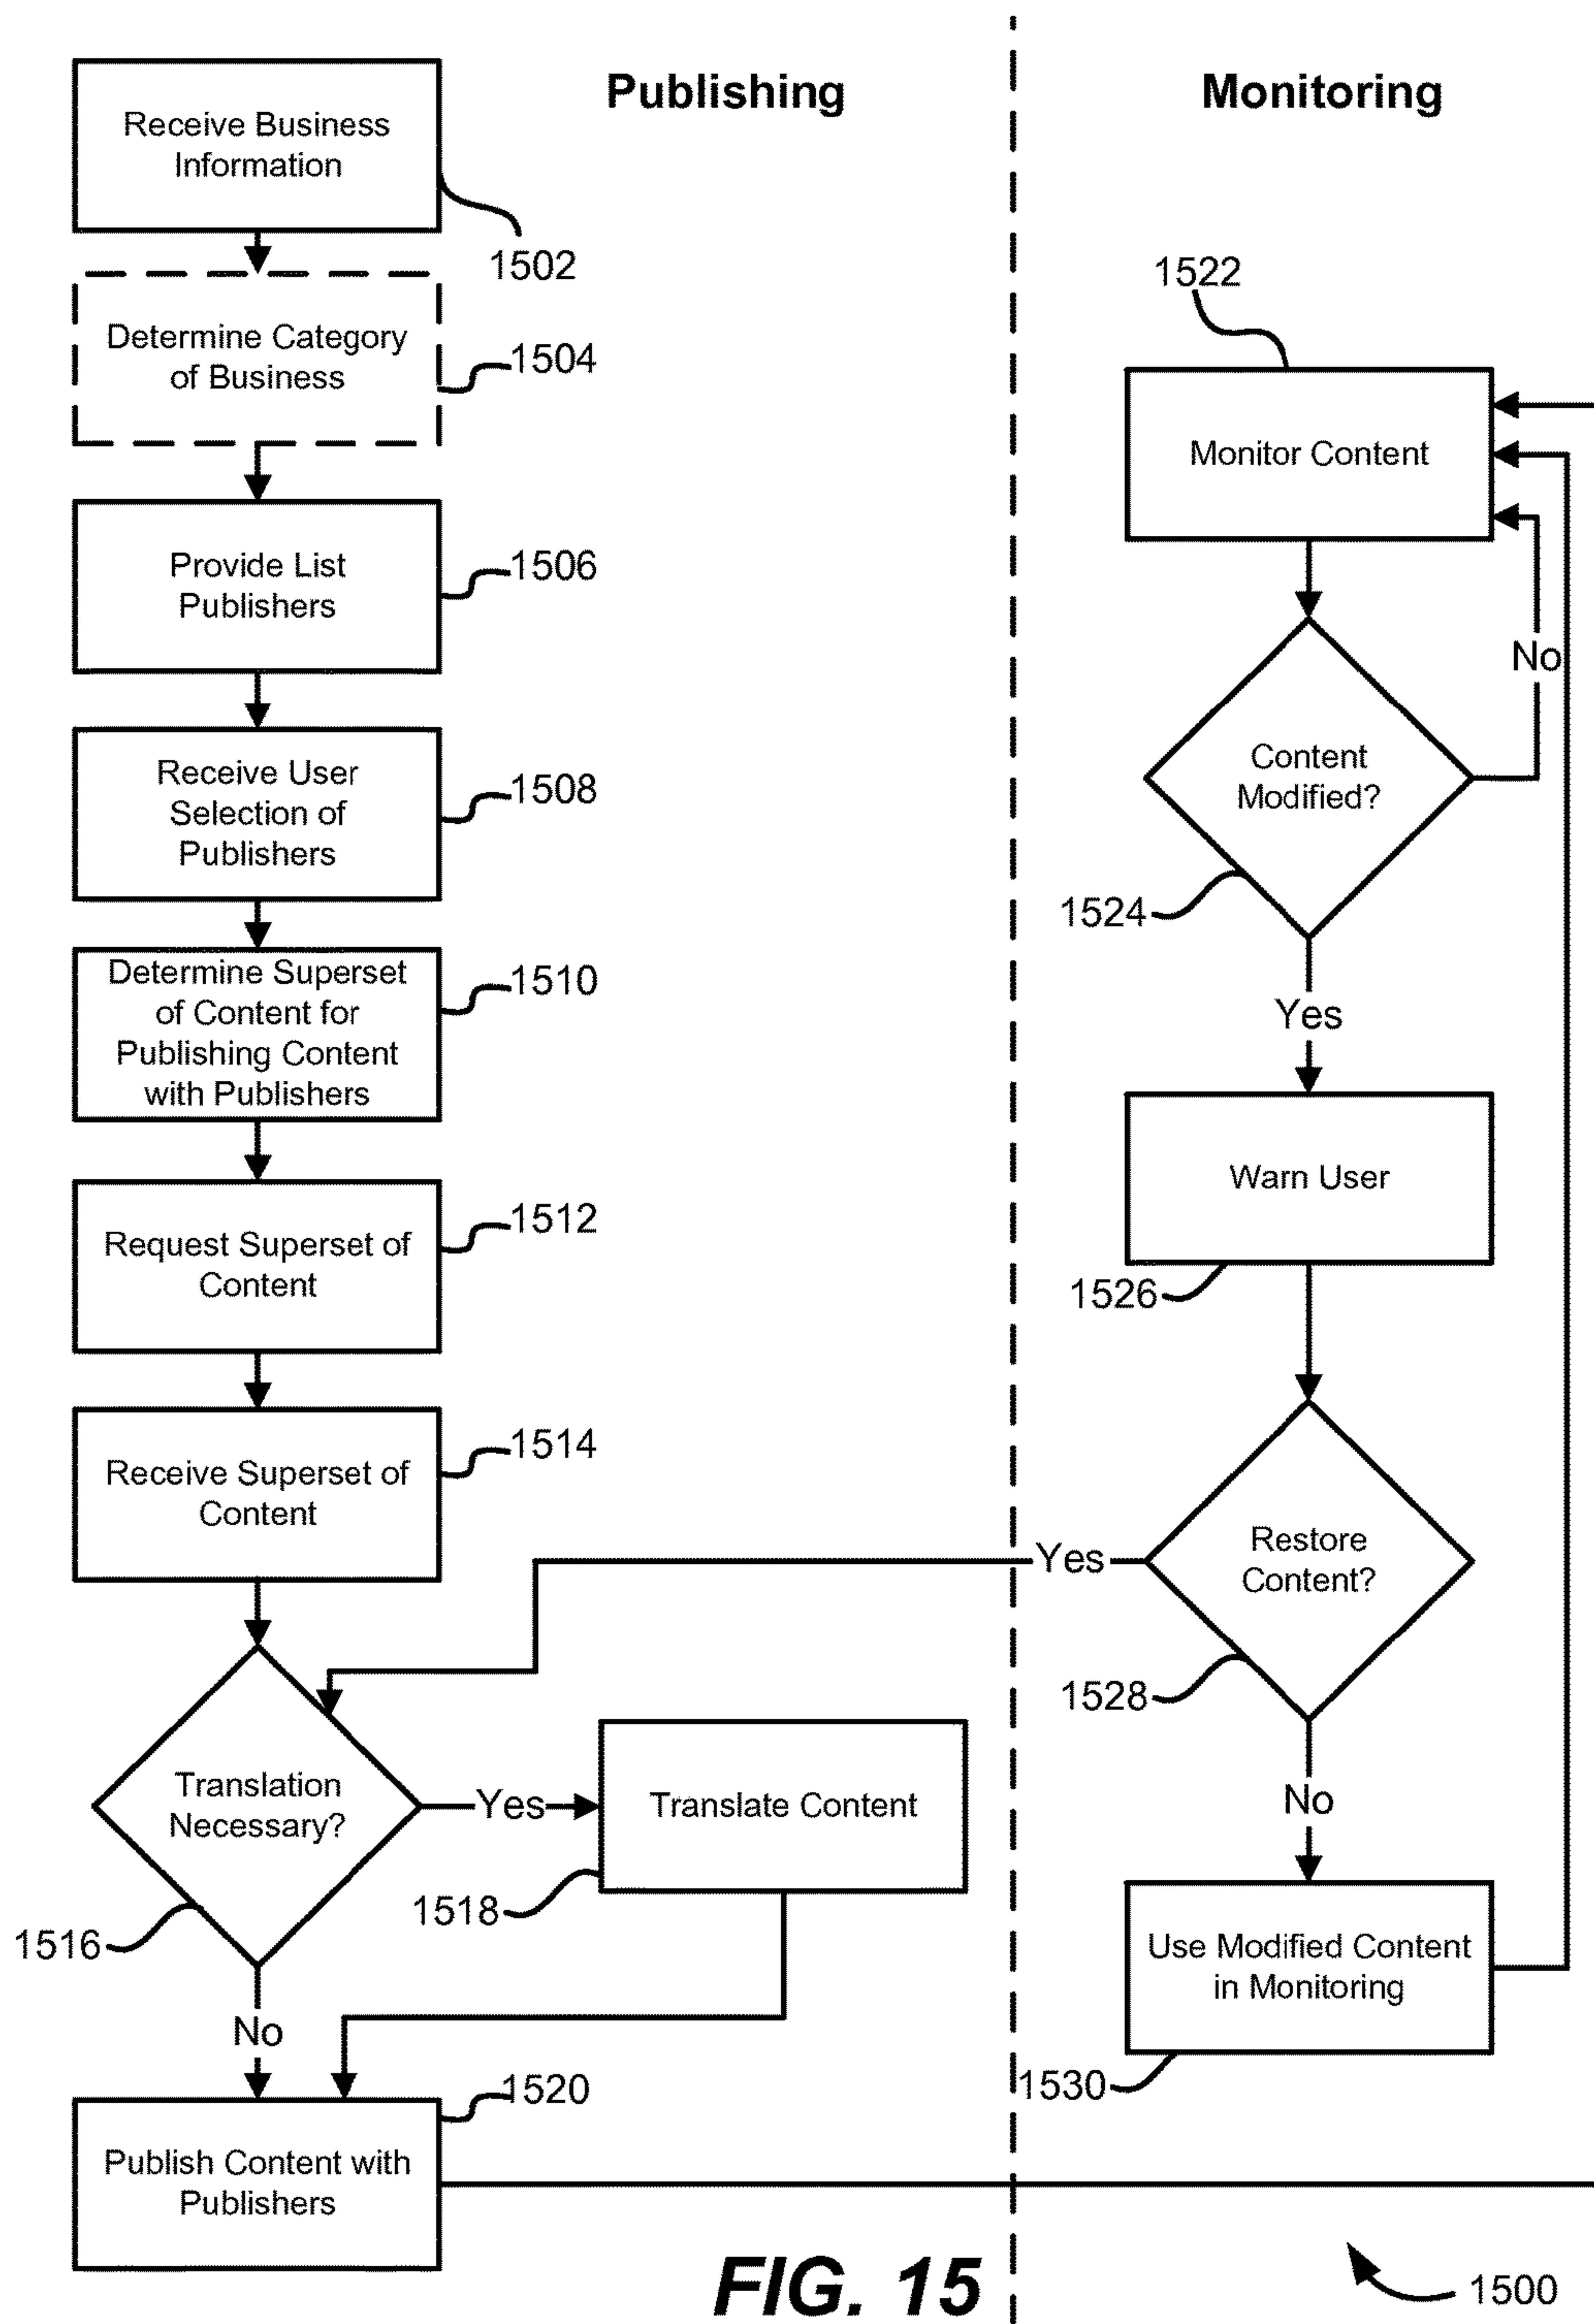 Publishing
Monitoring
Receive Business
Information
1502
Determine Category
of Business
1504
Provide List
Publishers
1506
Receive User
Selection of
Publishers
1508
Determine Superset
of Content for
Publishing Content
with Publishers
1510
Request Superset of
Content
1512
Receive Superset of
Content
1514
Translation
Necessary?
1516
Yes
Translate Content
1518
No
Publish Content with
Publishers
1520
1522
Monitor Content
No
Content
Modified?
1524
Yes
Warn User
1526
Restore
Content?
Yes
1528
No
Use Modified Content
in Monitoring
1530
FIG. 15
1500